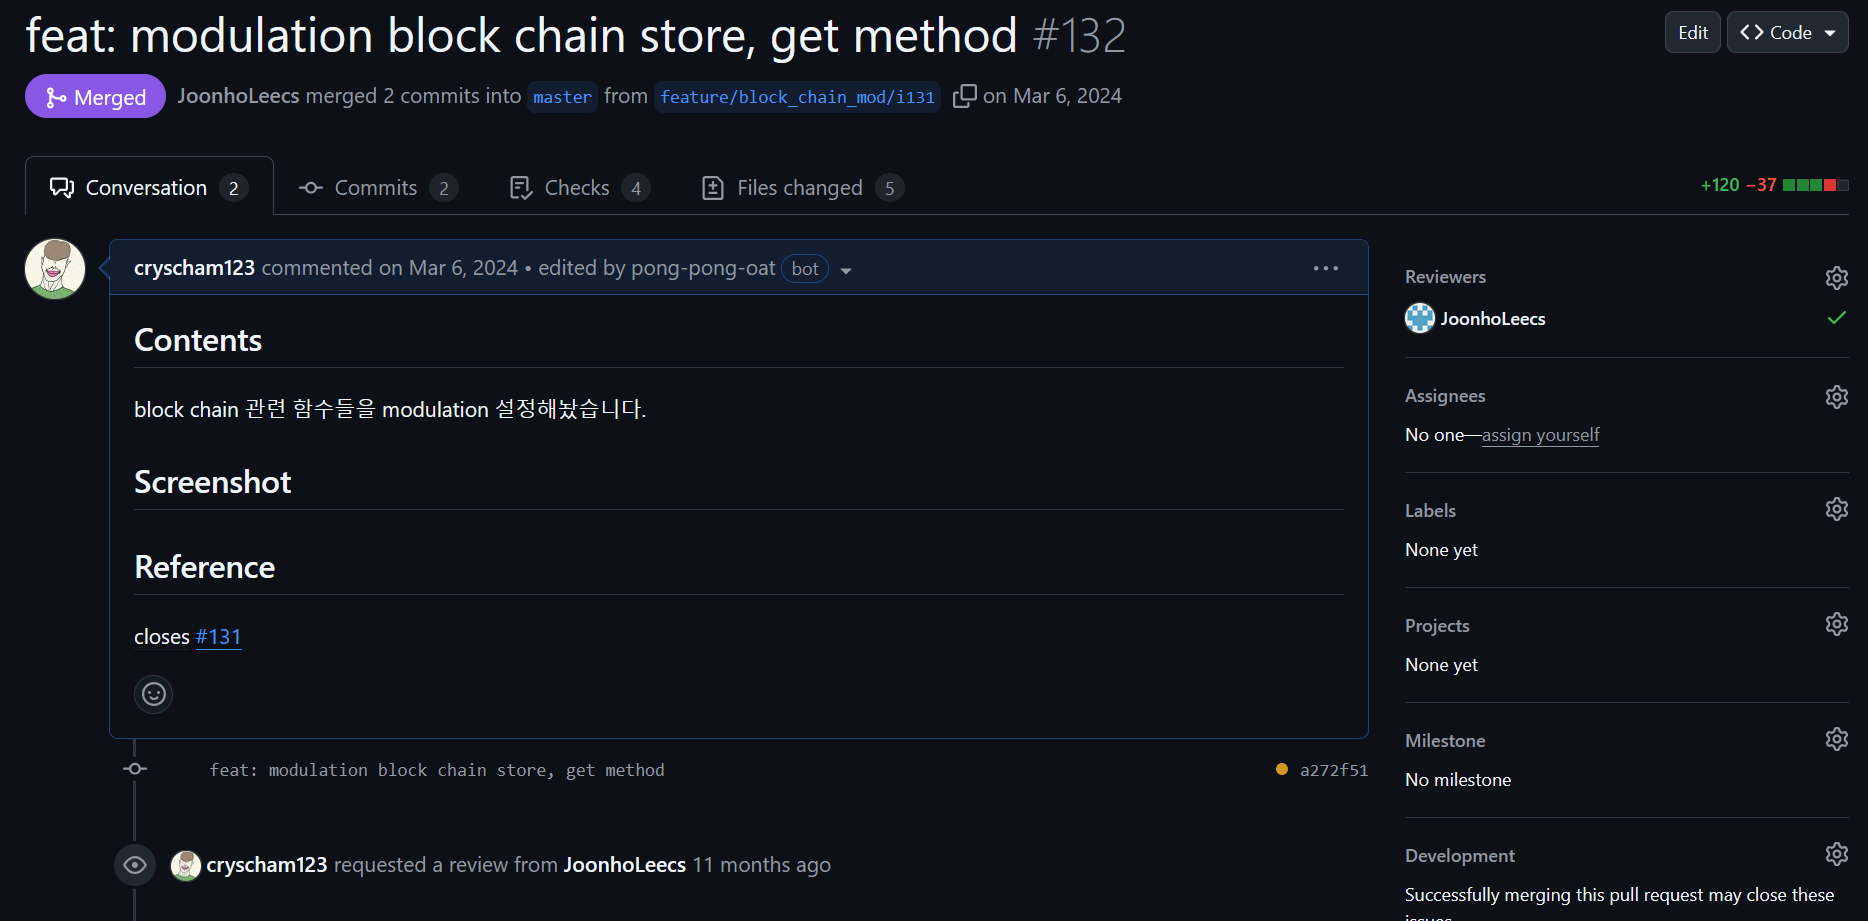 feat: modulation block chain store, get method #132
Edit
Code
Merged
JoonhoLeecs merged 2 commits into master from feature/block_chain_mod/i131 on Mar 6, 2024
Conversation 2
Commits 2
Checks 4
Files changed 5
+120 −37
cryscham123 commented on Mar 6, 2024 • edited by pong-pong-oat bot
Contents
block chain 관련 함수들을 modulation 설정해놨습니다.
Screenshot
Reference
closes #131
feat: modulation block chain store, get method
a272f51
cryscham123 requested a review from JoonhoLeecs 11 months ago
Reviewers
JoonhoLeecs
Assignees
No one—assign yourself
Labels
None yet
Projects
None yet
Milestone
No milestone
Development
Successfully merging this pull request may close these
issues.